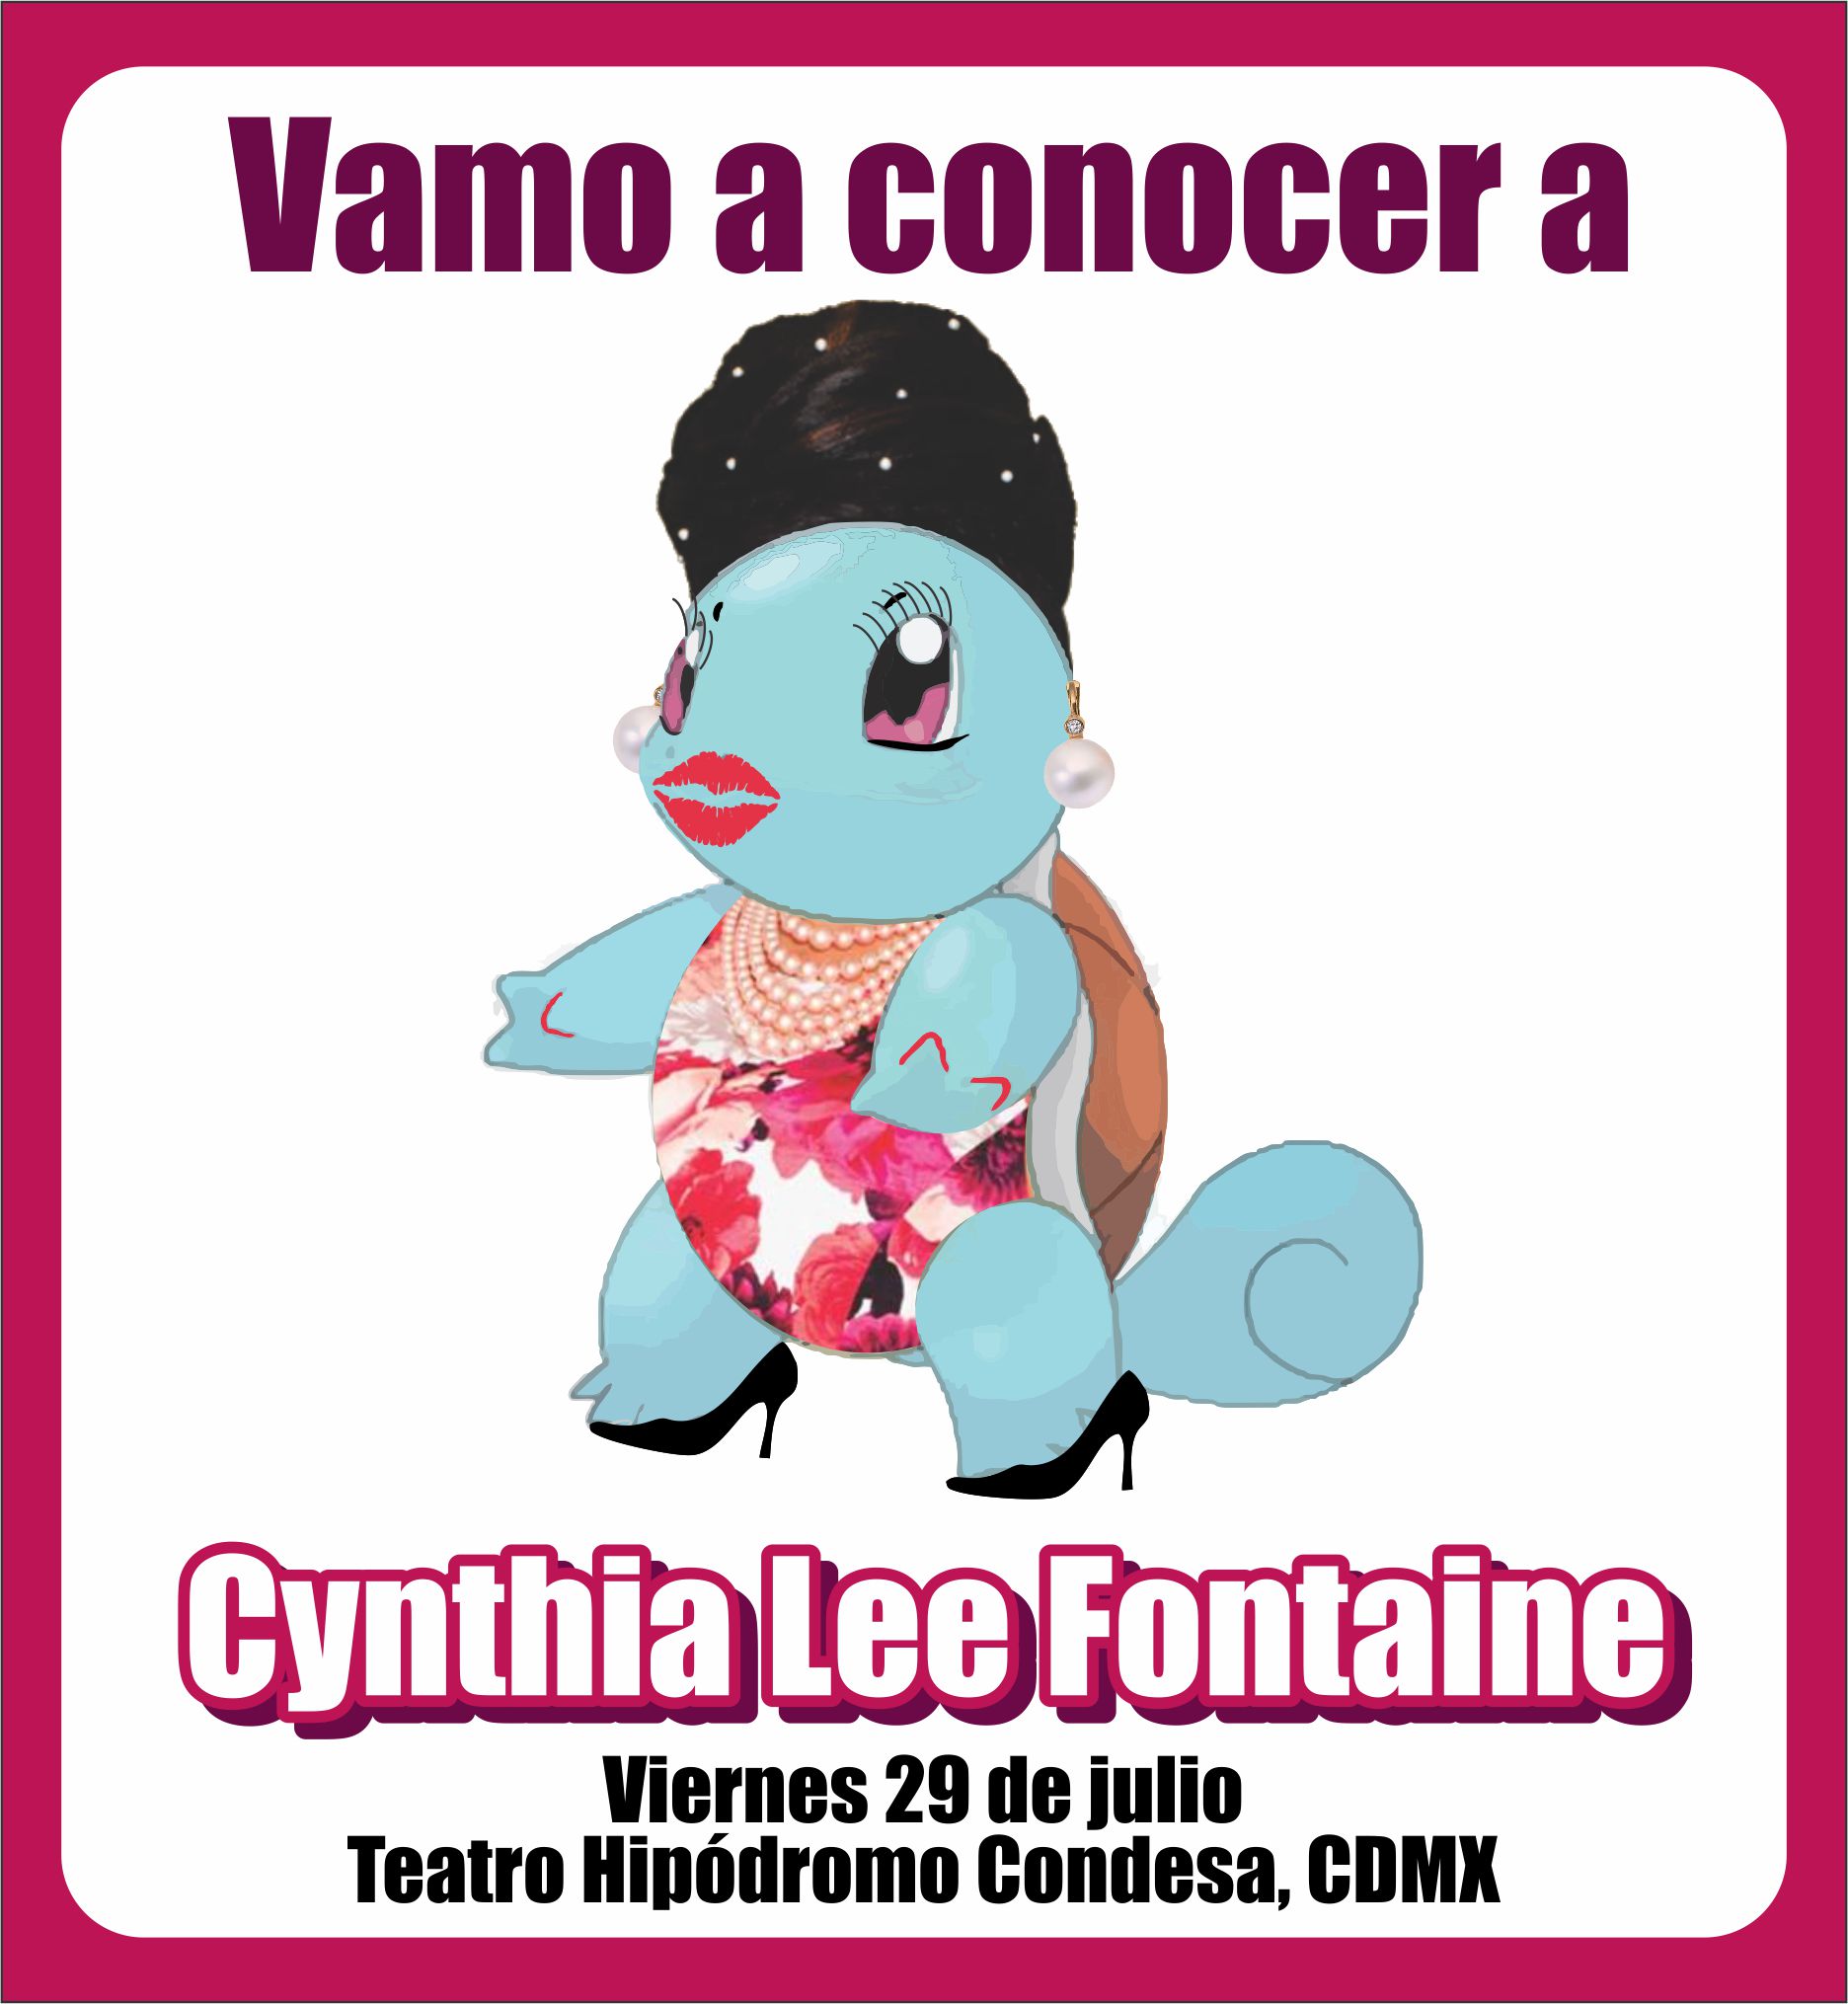 Vamo a conocer a
Cynthia Lee Fontaine
Viernes 29 de julio
Teatro Hipódromo Condesa, CDMX